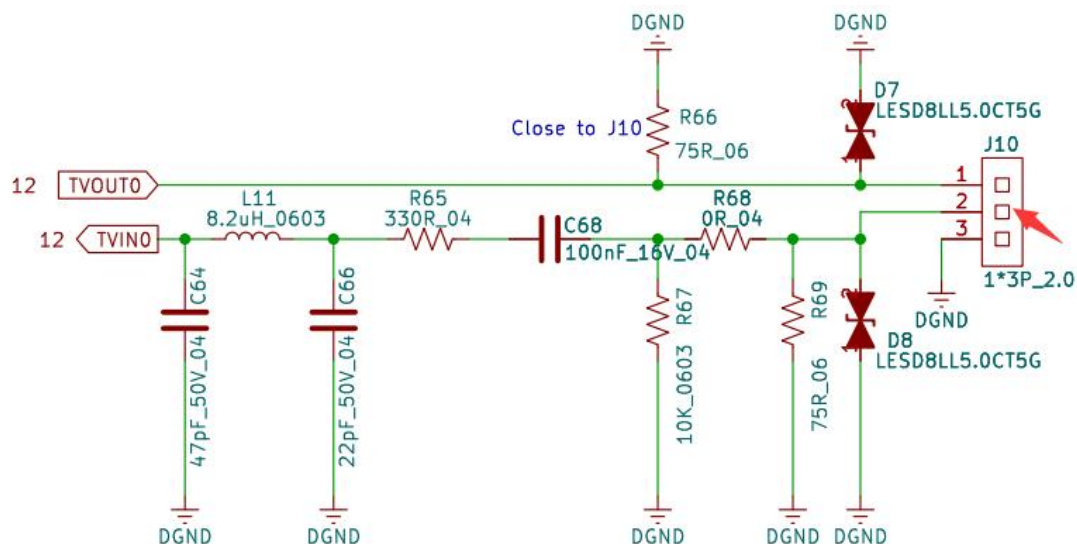 DGND
DGND
D7
LESD8LL5.0CT5G
R66
Close to J10
75R_06
J10
1
12
TVOUT0
L11
8.2uH_0603
R65
330R_04
R68
0R_04
2
12
TVIN0
C68
100nF_16V_04
3
1*3P_2.0
DGND
C64
47pF_50V_04
C66
22pF_50V_04
R67
10K_0603
R69
75R_06
D8
LESD8LL5.0CT5G
DGND
DGND
DGND
DGND
DGND